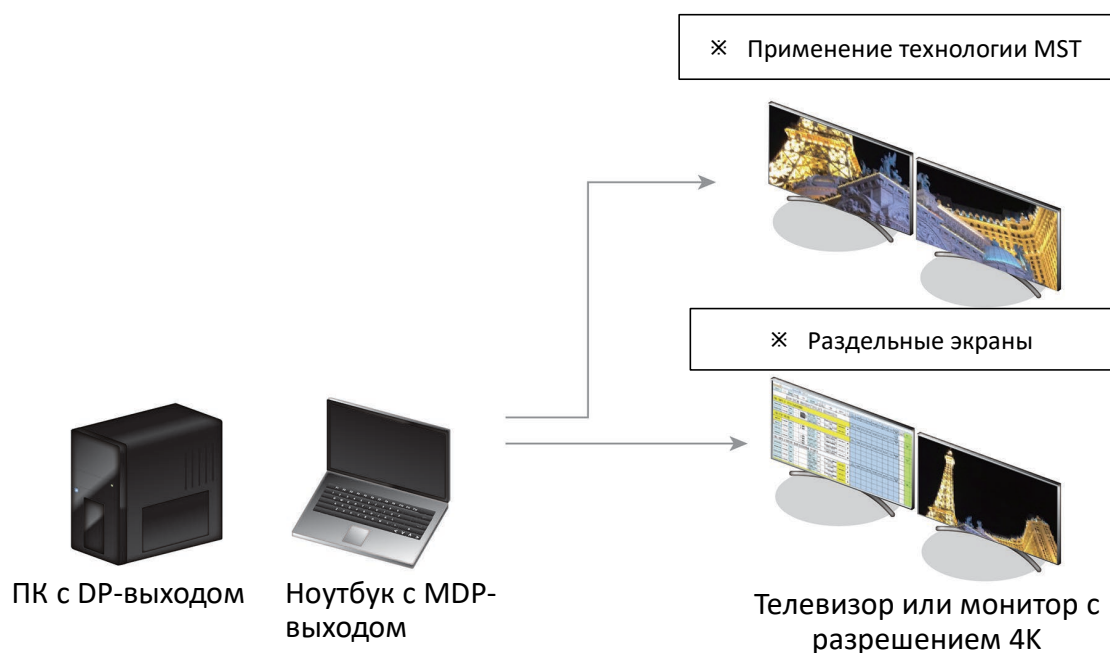 ※ Применение технологии MST
※ Раздельные экраны
ПК с DP-выходом
Ноутбук с MDP-
выходом
Телевизор или монитор с
разрешением 4K